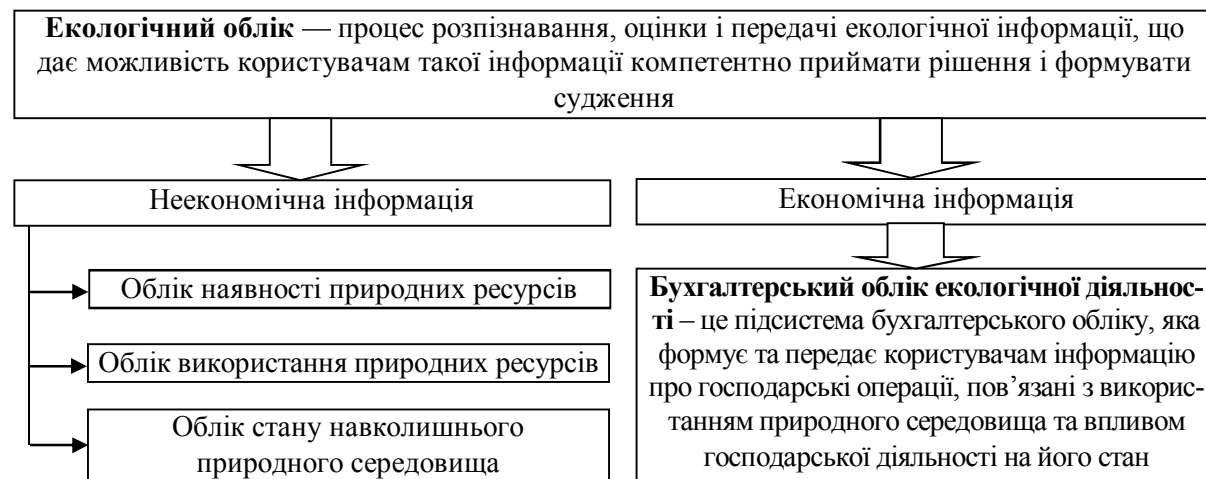 Екологічний облік — процес розпізнавання, оцінки і передачі екологічної інформації, що
дає можливість користувачам такої інформації компетентно приймати рішення і формувати
судження
Неекономічна інформація
Облік наявності природних ресурсів
Облік використання природних ресурсів
Облік стану навколишнього
природного середовища
Економічна інформація
Бухгалтерський облік екологічної діяльнос-
ті – це підсистема бухгалтерського обліку, яка
формує та передає користувачам інформацію
про господарські операції, пов’язані з викорис-
танням природного середовища та впливом
господарської діяльності на його стан